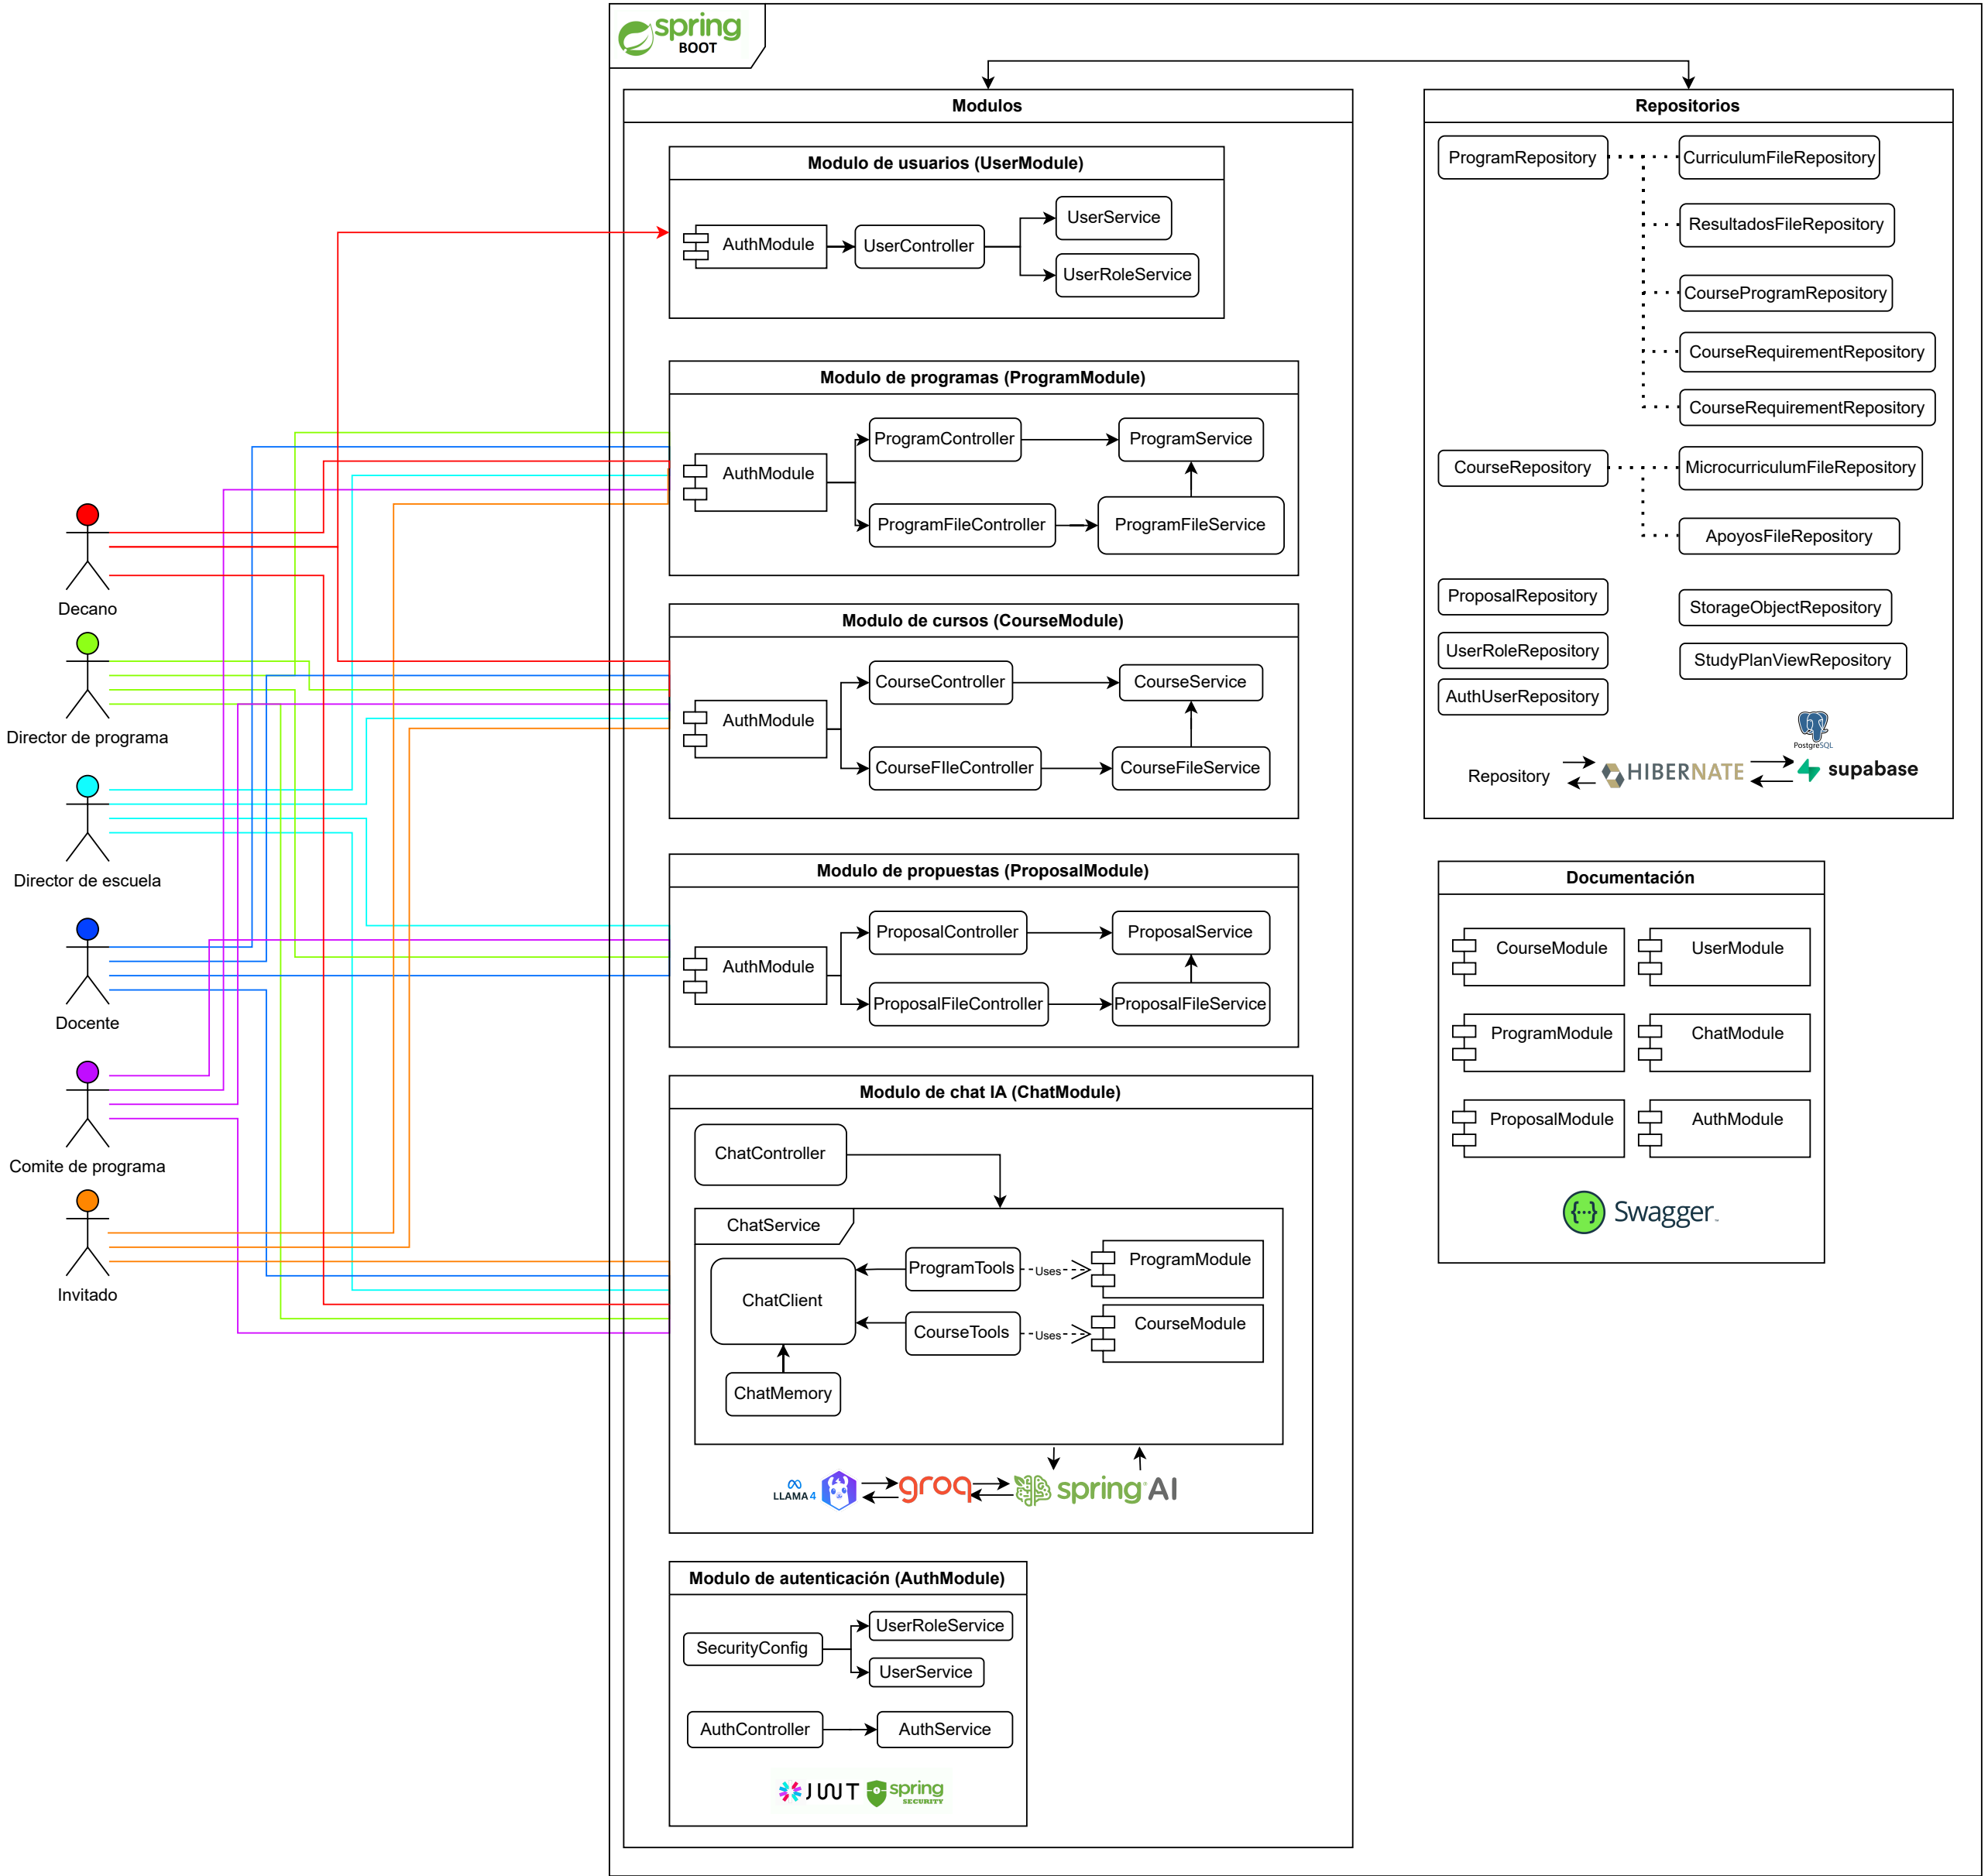 spring
BOOT
Modulos
Modulo de usuarios (UserModule)
AuthModule
UserController
UserService
UserRoleService
Modulo de programas (ProgramModule)
AuthModule
ProgramController
ProgramService
ProgramFileController
ProgramFileService
Modulo de cursos (CourseModule)
AuthModule
CourseController
CourseService
CourseFIleController
CourseFileService
Modulo de propuestas (ProposalModule)
AuthModule
ProposalController
ProposalService
ProposalFileController
ProposalFileService
Modulo de chat IA (ChatModule)
ChatController
ChatService
ChatClient
ProgramTools
Uses
ProgramModule
CourseTools
Uses
CourseModule
ChatMemory
LLAMA 4
groq
spring AI
Modulo de autenticación (AuthModule)
SecurityConfig
UserRoleService
UserService
AuthController
AuthService
JWT
spring
SECURITY
Decano
Director de programa
Director de escuela
Docente
Comite de programa
Invitado
Repositorios
ProgramRepository
CurriculumFileRepository
ResultadosFileRepository
CourseProgramRepository
CourseRequirementRepository
CourseRequirementRepository
CourseRepository
MicrocurriculumFileRepository
ApoyosFileRepository
ProposalRepository
StorageObjectRepository
UserRoleRepository
StudyPlanViewRepository
AuthUserRepository
PostgreSQL
Repository
HIBERNATE
supabase
Documentación
CourseModule
UserModule
ProgramModule
ChatModule
ProposalModule
AuthModule
{···} Swagger